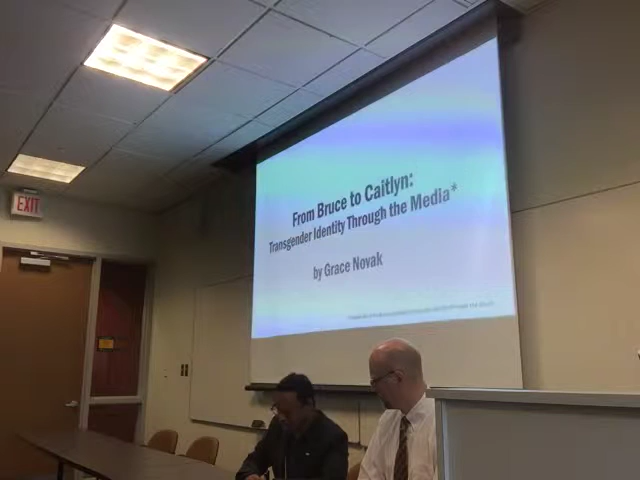 EXIT
From Bruce to Caitlyn:
Transgender Identity Through the Media*
by Grace Novak